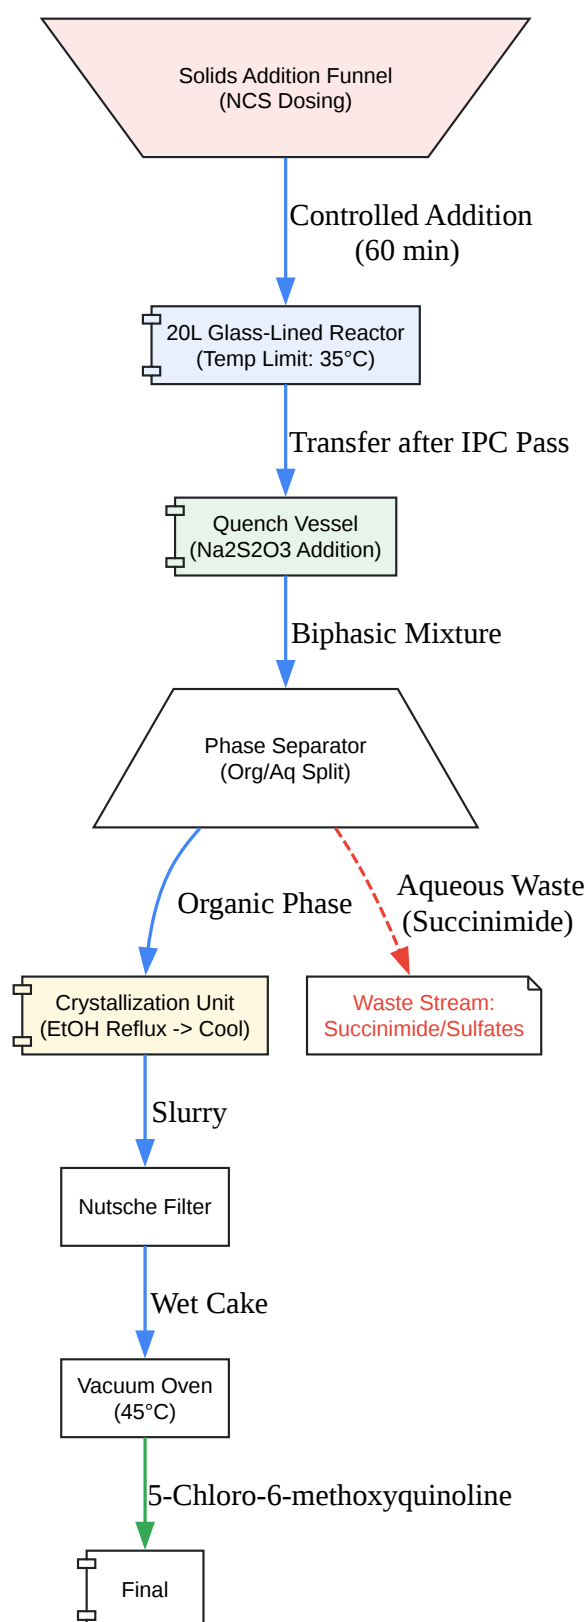 Solids Addition Funnel
(NCS Dosing)
Controlled Addition
(60 min)
20L Glass-Lined Reactor
(Temp Limit: 35°C)
Transfer after IPC Pass
Quench Vessel
(Na2S2O3 Addition)
Biphasic Mixture
Phase Separator
(Org/Aq Split)
Organic Phase
Aqueous Waste
(Succinimide)
Crystallization Unit
(EtOH Reflux -> Cool)
Waste Stream:
Succinimide/Sulfates
Slurry
Nutsche Filter
Wet Cake
Vacuum Oven
(45°C)
5-Chloro-6-methoxyquinoline
Final